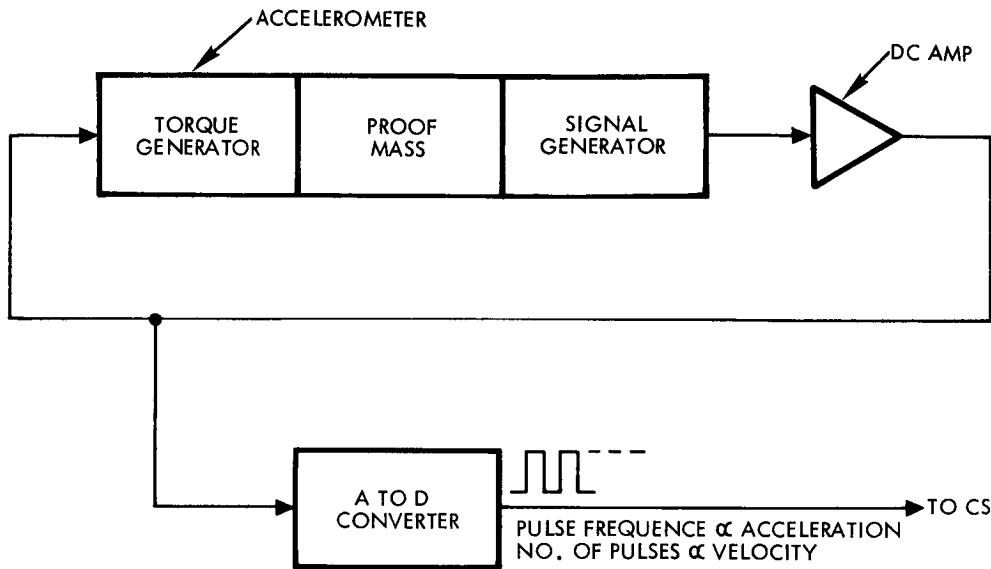 ACCELEROMETER
DC AMP
TORQUE
GENERATOR
PROOF
MASS
SIGNAL
GENERATOR
A TO D
CONVERTER
TO CS
PULSE FREQUENCE ∝ ACCELERATION
NO. OF PULSES ∝ VELOCITY